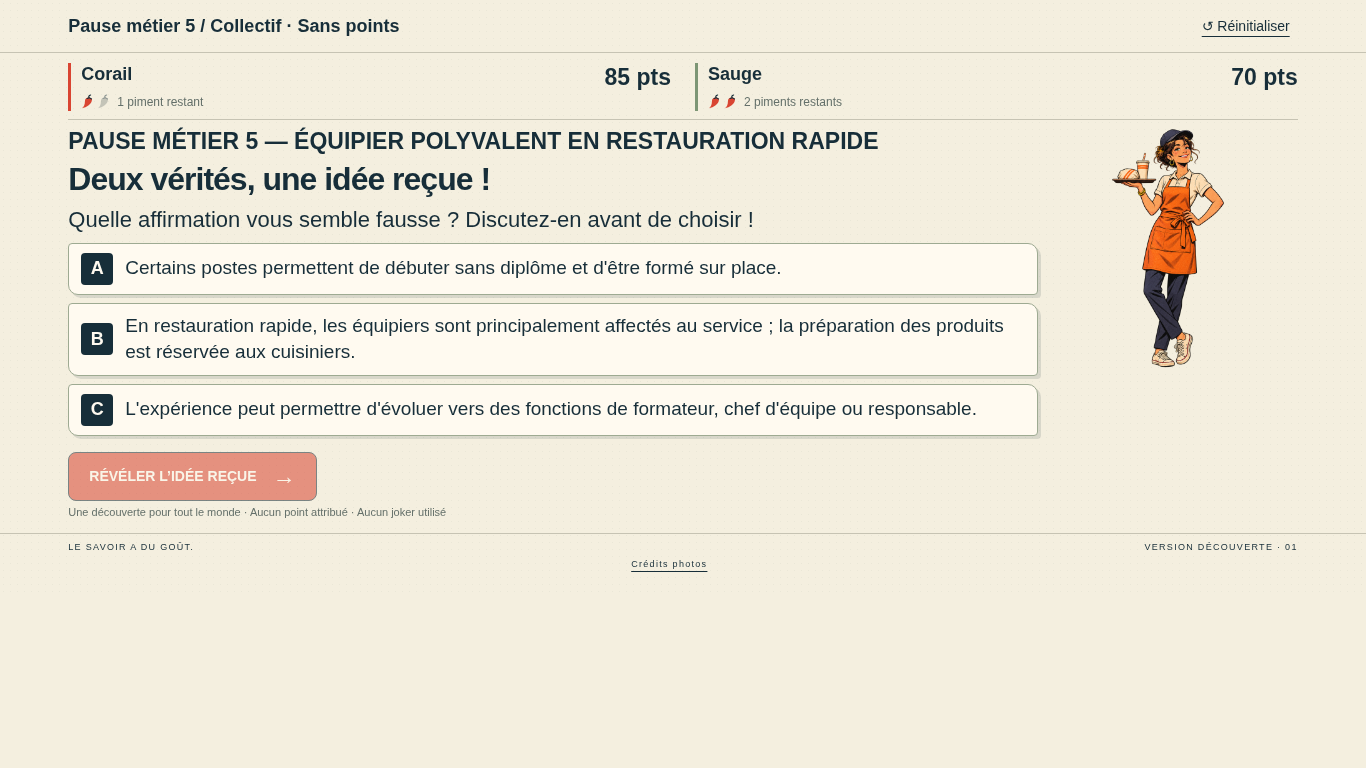 Pause métier 5 / Collectif · Sans points
↺ Réinitialiser
Corail
85 pts
1 piment restant
Sauge
70 pts
2 piments restants
PAUSE MÉTIER 5 — ÉQUIPIER POLYVALENT EN RESTAURATION RAPIDE
Deux vérités, une idée reçue !
Quelle affirmation vous semble fausse ? Discutez-en avant de choisir !
A Certains postes permettent de débuter sans diplôme et d'être formé sur place.
B En restauration rapide, les équipiers sont principalement affectés au service ; la préparation des produits
est réservée aux cuisiniers.
C L'expérience peut permettre d'évoluer vers des fonctions de formateur, chef d'équipe ou responsable.
RÉVÉLER L'IDÉE REÇUE →
Une découverte pour tout le monde · Aucun point attribué · Aucun joker utilisé
LE SAVOIR A DU GOÛT.
VERSION DÉCOUVERTE · 01
Crédits photos